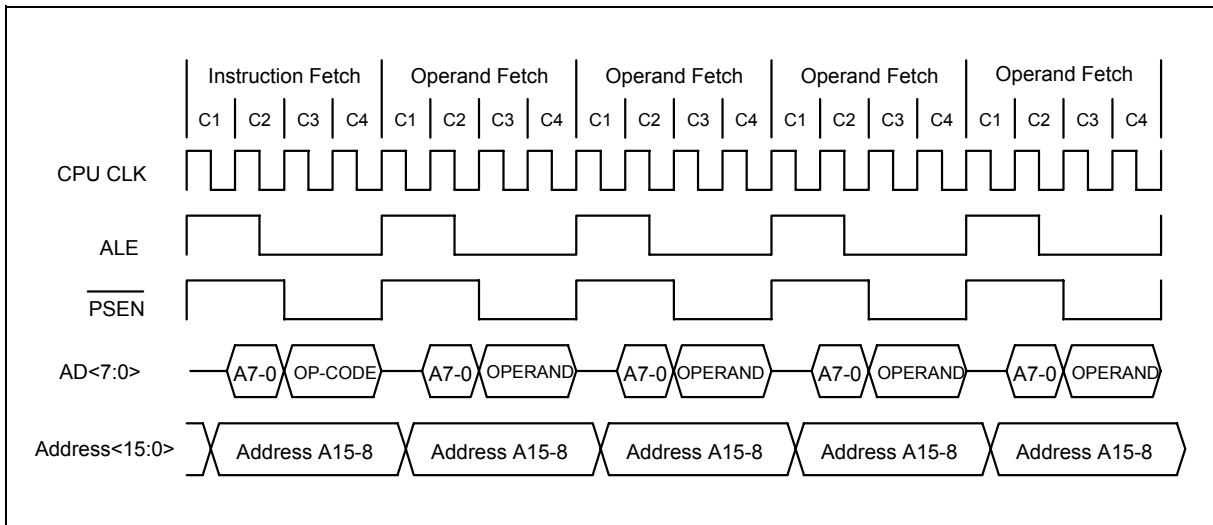 Instruction Fetch Operand Fetch Operand Fetch Operand Fetch Operand Fetch
C1 C2 C3 C4 C1 C2 C3 C4 C1 C2 C3 C4 C1 C2 C3 C4 C1 C2 C3 C4
CPU CLK
ALE
PSEN
AD<7:0> A7-0 OP-CODE A7-0 OPERAND A7-0 OPERAND A7-0 OPERAND A7-0 OPERAND
Address<15:0> Address A15-8 Address A15-8 Address A15-8 Address A15-8 Address A15-8